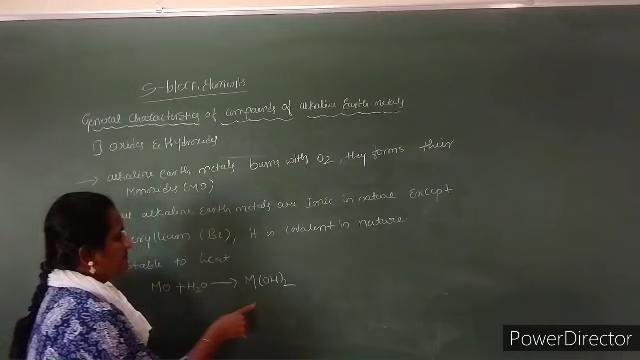 S-block Elements
General characteristics of compounds of alkaline Earth metals
1] Oxides & Hydroxides
→ alkaline earth metals burns with O2, they forms their
Monoxides (MO)
alkaline Earth metals are Ionic in nature Except
eryllium (Be), it is covalent in nature
stable to heat
MO + H2O → M(OH)2
PowerDirector